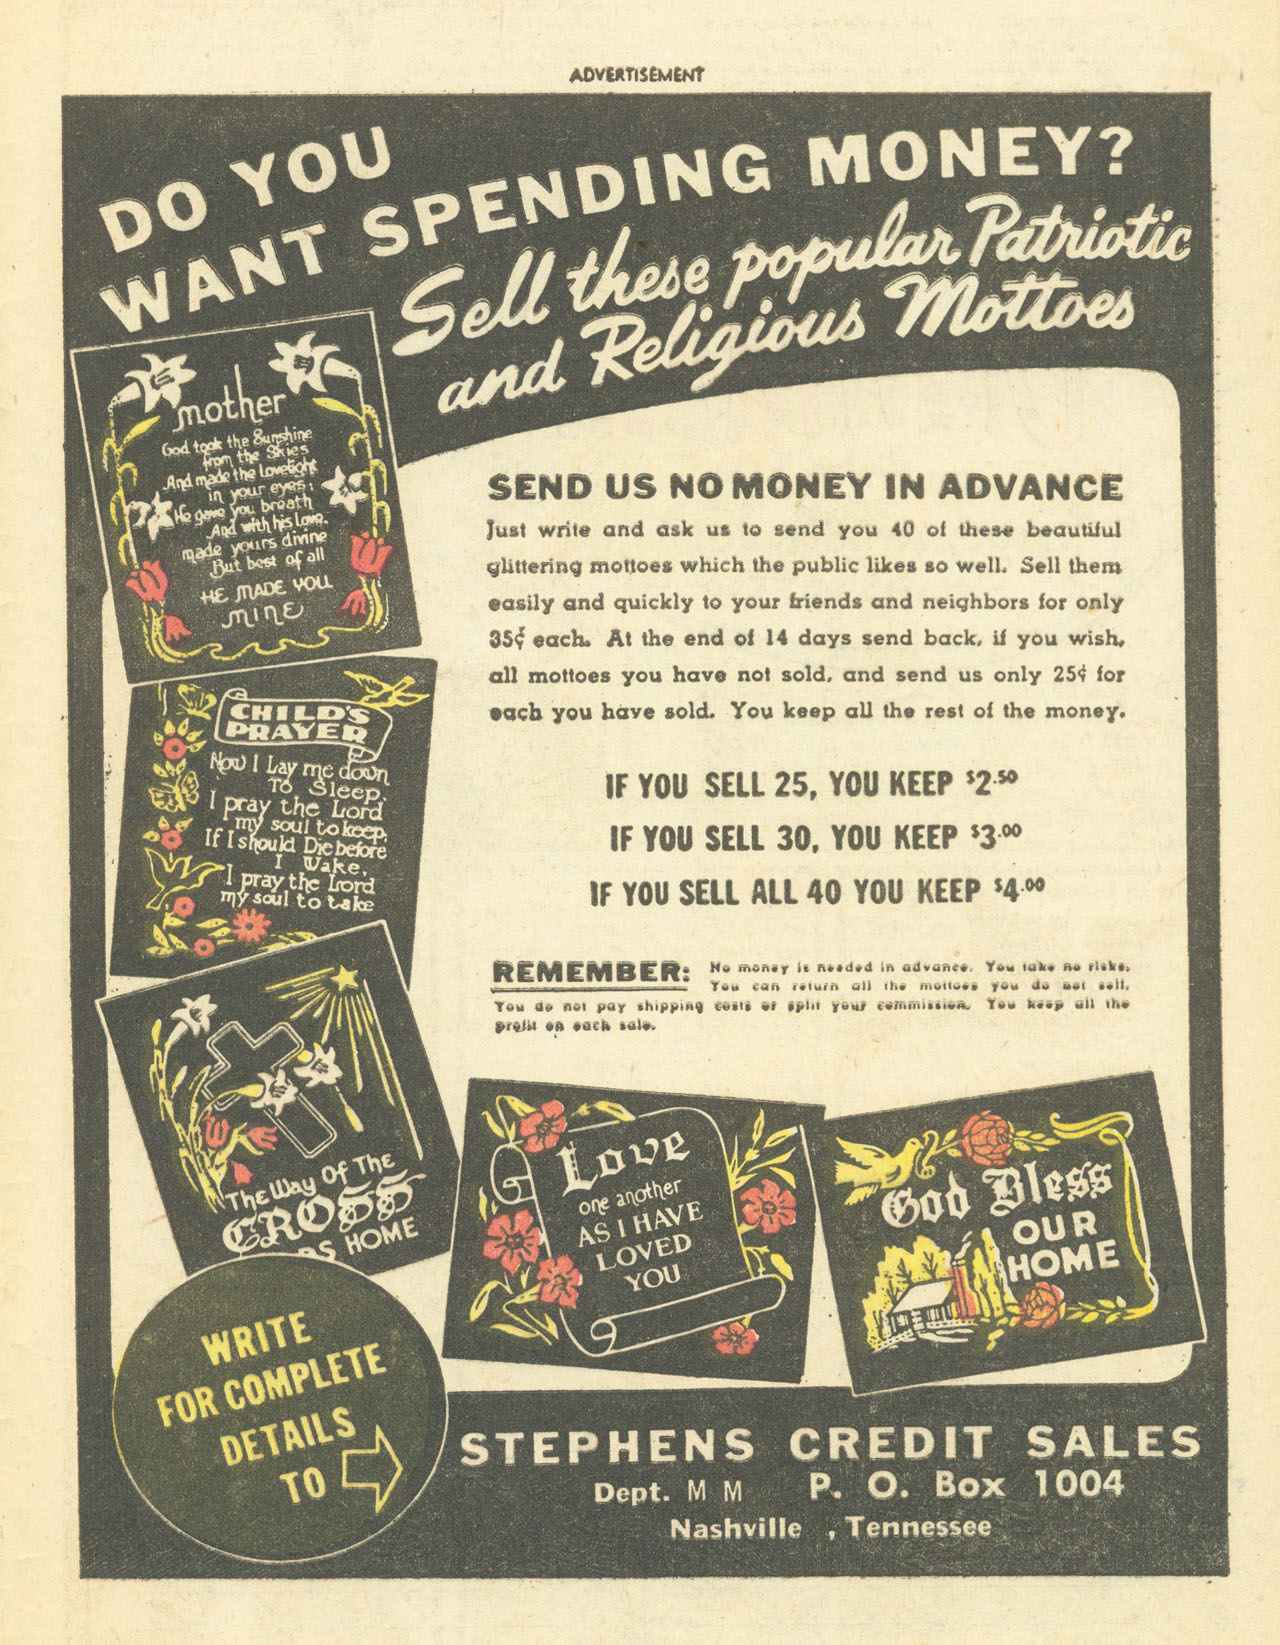 ADVERTISEMENT
DO YOU
WANT SPENDING MONEY?
Sell these popular Patriotic
and Religious Mottoes
mother
God took the Sunshine
from the Skies
And made the Lovelight
in your eyes;
He gave you breath
And with his Love,
made yours divine
But best of all
HE MADE YOU
MINE
CHILD'S
PRAYER
Now I Lay me down
To Sleep,
I pray the Lord
my soul to keep,
If I should Die before
I Wake,
I pray the Lord
my soul to take
The Way Of The
CROSS
HOME
SEND US NO MONEY IN ADVANCE
Just write and ask us to send you 40 of these beautiful
glittering mottoes which the public likes so well. Sell them
easily and quickly to your friends and neighbors for only
35¢ each. At the end of 14 days send back, if you wish,
all mottoes you have not sold, and send us only 25¢ for
each you have sold. You keep all the rest of the money.
IF YOU SELL 25, YOU KEEP $2.50
IF YOU SELL 30, YOU KEEP $3.00
IF YOU SELL ALL 40 YOU KEEP $4.00
REMEMBER: No money is needed in advance. You take no risks.
You can return all the mottoes you do not sell.
You do not pay shipping costs or split your commission. You keep all the
profit on each sale.
Love
one another
AS I HAVE
LOVED
YOU
God Bless
OUR
HOME
WRITE
FOR COMPLETE
DETAILS
TO
STEPHENS CREDIT SALES
Dept. M M P. O. Box 1004
Nashville , Tennessee